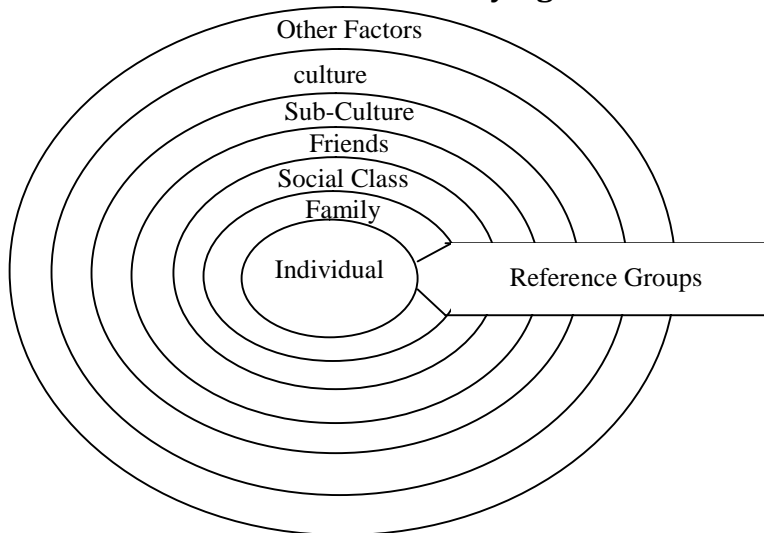 Other Factors
culture
Sub-Culture
Friends
Social Class
Family
Individual
Reference Groups